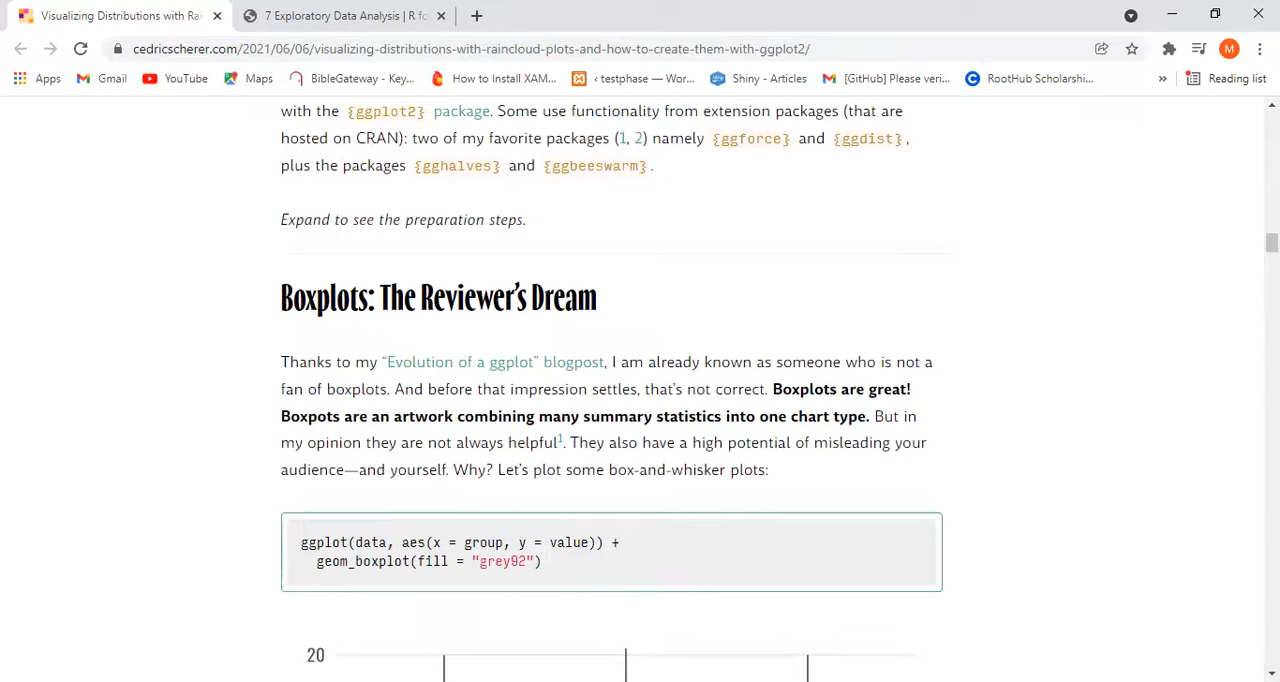 Visualizing Distributions with Rai
7 Exploratory Data Analysis | R fo
cedricscherer.com/2021/06/06/visualizing-distributions-with-raincloud-plots-and-how-to-create-them-with-ggplot2/
M
Apps Gmail YouTube Maps BibleGateway - Key... How to Install XAM... ‹ testphase — Wor... Shiny - Articles [GitHub] Please veri... RootHub Scholarshi... » Reading list
with the {ggplot2} package. Some use functionality from extension packages (that are
hosted on CRAN): two of my favorite packages (1, 2) namely {ggforce} and {ggdist},
plus the packages {gghalves} and {ggbeeswarm}.
Expand to see the preparation steps.
Boxplots: The Reviewer's Dream
Thanks to my “Evolution of a ggplot” blogpost, I am already known as someone who is not a
fan of boxplots. And before that impression settles, that's not correct. Boxplots are great!
Boxpots are an artwork combining many summary statistics into one chart type. But in
my opinion they are not always helpful1. They also have a high potential of misleading your
audience—and yourself. Why? Let's plot some box-and-whisker plots:
ggplot(data, aes(x = group, y = value)) +
geom_boxplot(fill = "grey92")
20